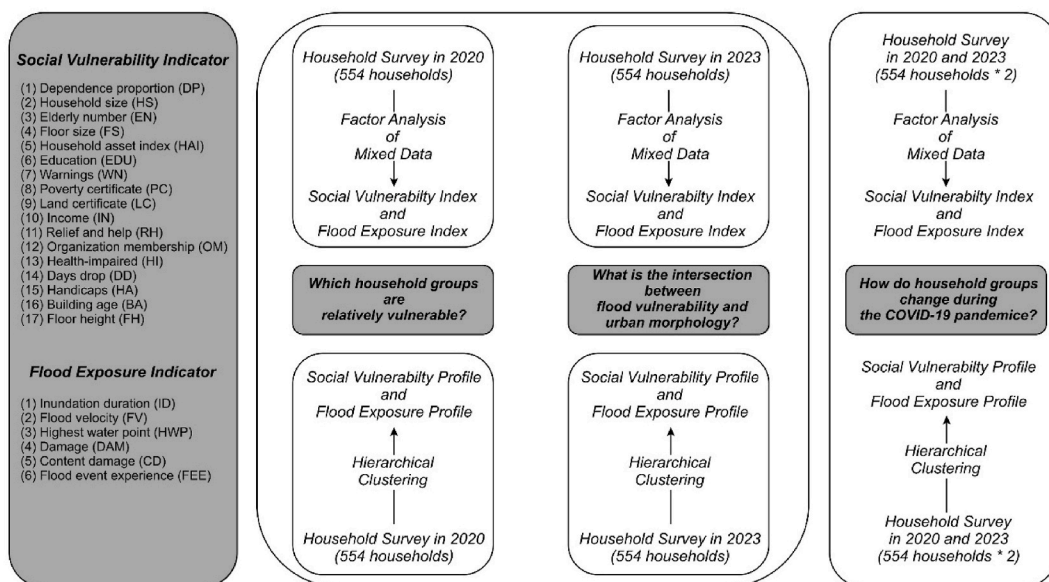 Social Vulnerability Indicator
(1) Dependence proportion (DP)
(2) Household size (HS)
(3) Elderly number (EN)
(4) Floor size (FS)
(5) Household asset index (HAI)
(6) Education (EDU)
(7) Warnings (WN)
(8) Poverty certificate (PC)
(9) Land certificate (LC)
(10) Income (IN)
(11) Relief and help (RH)
(12) Organization membership (OM)
(13) Health-impaired (HI)
(14) Days drop (DD)
(15) Handicaps (HA)
(16) Building age (BA)
(17) Floor height (FH)
Flood Exposure Indicator
(1) Inundation duration (ID)
(2) Flood velocity (FV)
(3) Highest water point (HWP)
(4) Damage (DAM)
(5) Content damage (CD)
(6) Flood event experience (FEE)
Household Survey in 2020
(554 households)
Factor Analysis
of
Mixed Data
Social Vulnerabilty Index
and
Flood Exposure Index
Which household groups
are
relatively vulnerable?
Social Vulnerabilty Profile
and
Flood Exposure Profile
Hierarchical
Clustering
Household Survey in 2020
(554 households)
Household Survey in 2023
(554 households)
Factor Analysis
of
Mixed Data
Social Vulnerabilty Index
and
Flood Exposure Index
What is the intersection
between
flood vulnerability and
urban morphology?
Social Vulnerabilty Profile
and
Flood Exposure Profile
Hierarchical
Clustering
Household Survey in 2023
(554 households)
Household Survey
in 2020 and 2023
(554 households * 2)
Factor Analysis
of
Mixed Data
Social Vulnerabilty Index
and
Flood Exposure Index
How do household groups
change during
the COVID-19 pandemice?
Social Vulnerabilty Profile
and
Flood Exposure Profile
Hierarchical
Clustering
Household Survey
in 2020 and 2023
(554 households * 2)